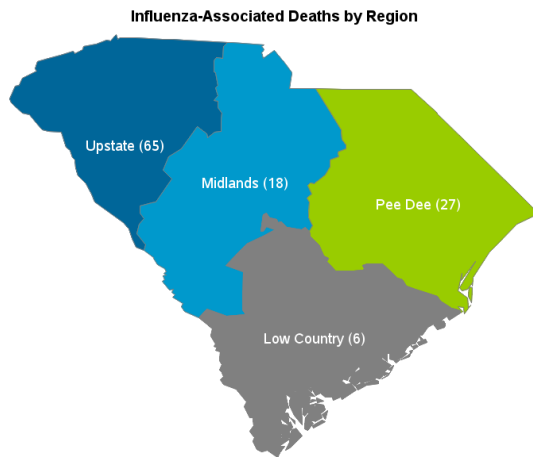 Influenza-Associated Deaths by Region
Upstate (65)
Midlands (18)
Pee Dee (27)
Low Country (6)